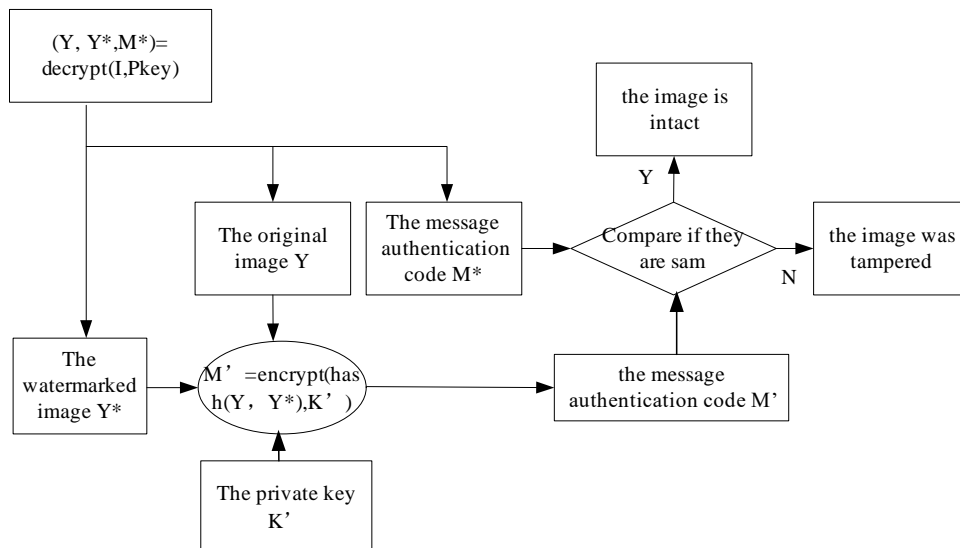 (Y, Y*,M*)=
decrypt(I,Pkey)
the image is
intact
Y
The original
image Y
The message
authentication
code M*
Compare if they
are sam
N
the image was
tampered
The
watermarked
image Y*
M’ =encrypt(has
h(Y， Y*),K’ )
the message
authentication code M’
The private key
K’